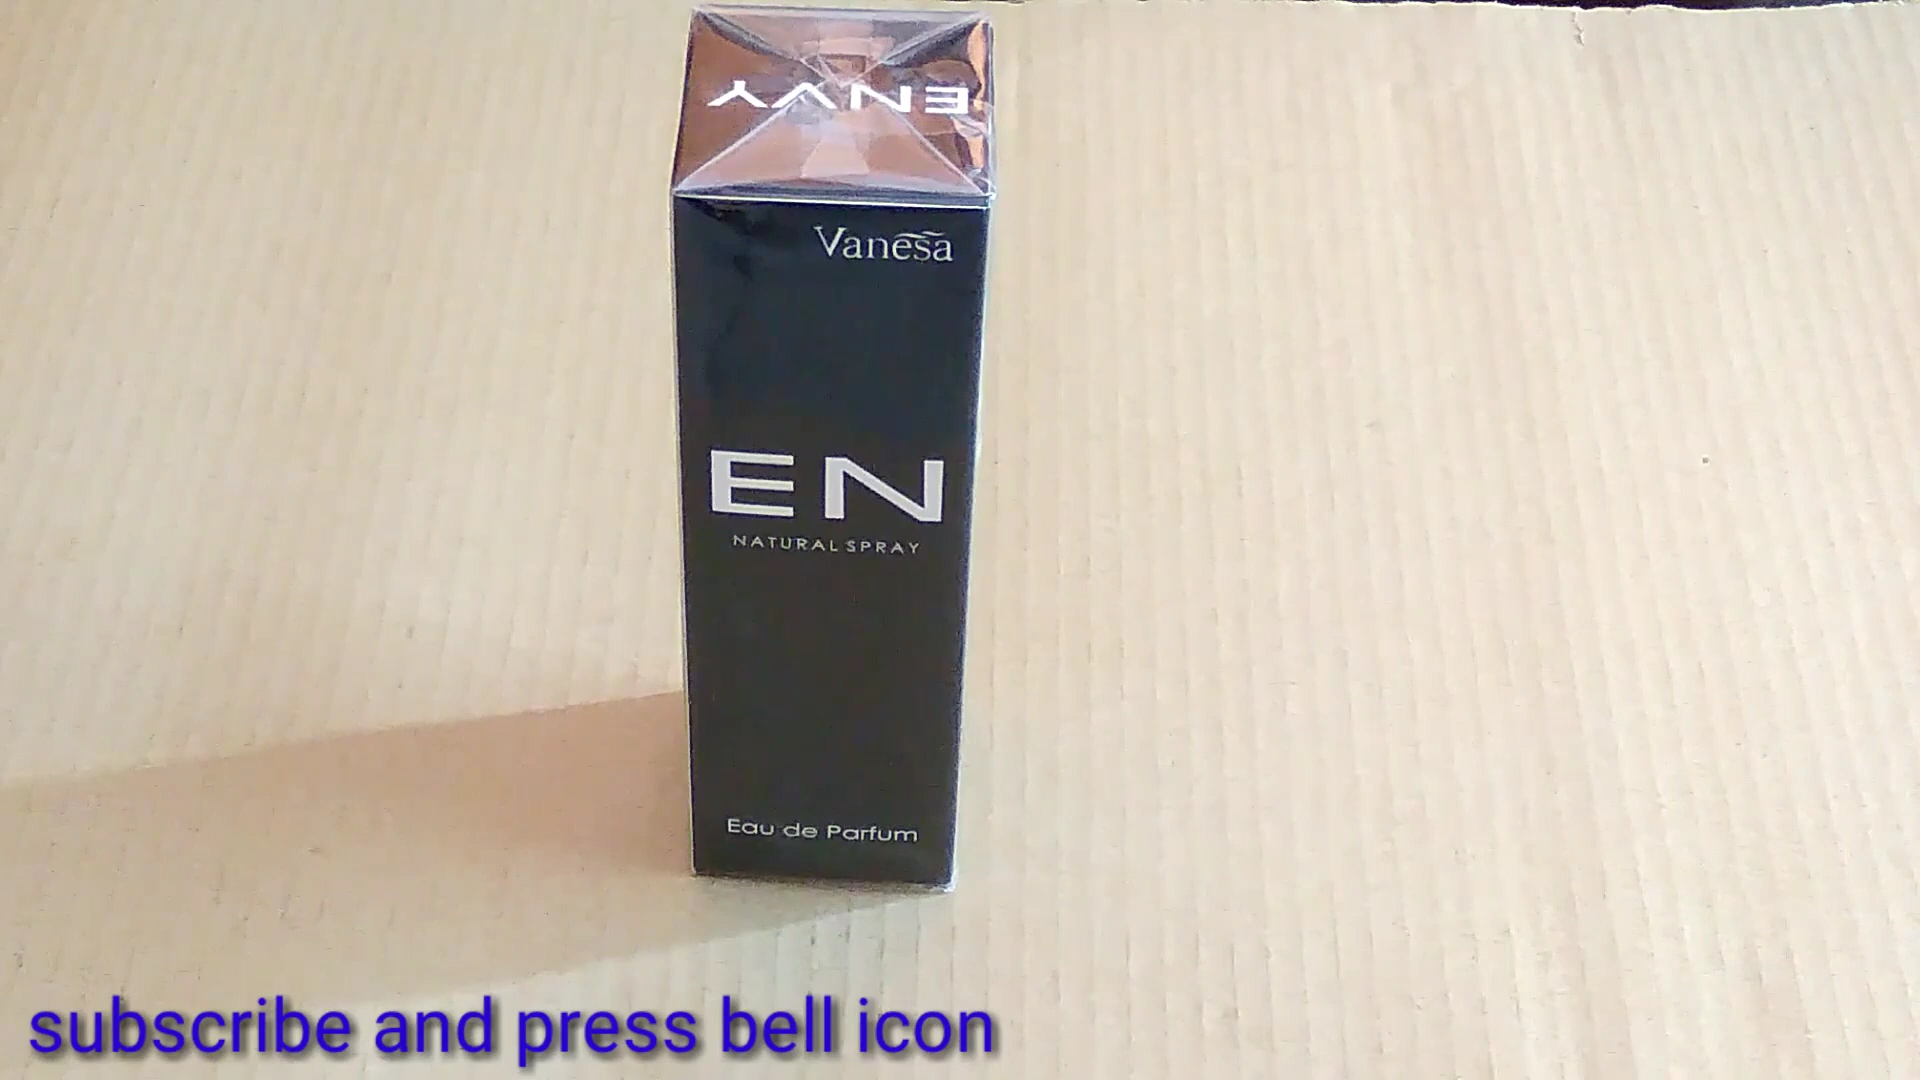 ENVY
Vanesa
EN
NATURAL SPRAY
Eau de Parfum
subscribe and press bell icon